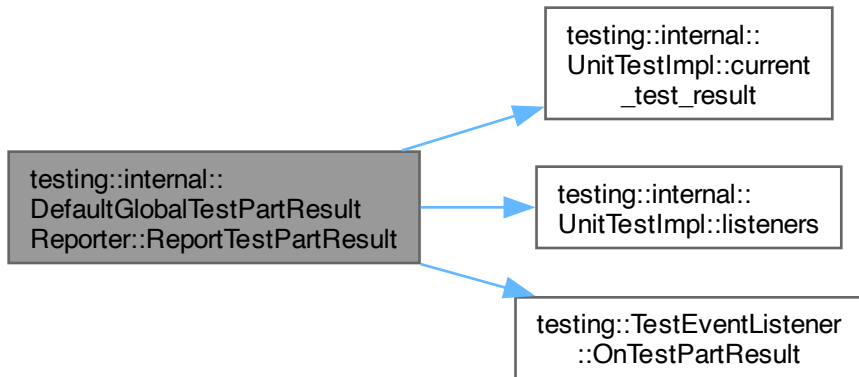 testing::internal::
DefaultGlobalTestPartResult
Reporter::ReportTestPartResult
testing::internal::
UnitTestImpl::current
_test_result
testing::internal::
UnitTestImpl::listeners
testing::TestEventListener
::OnTestPartResult